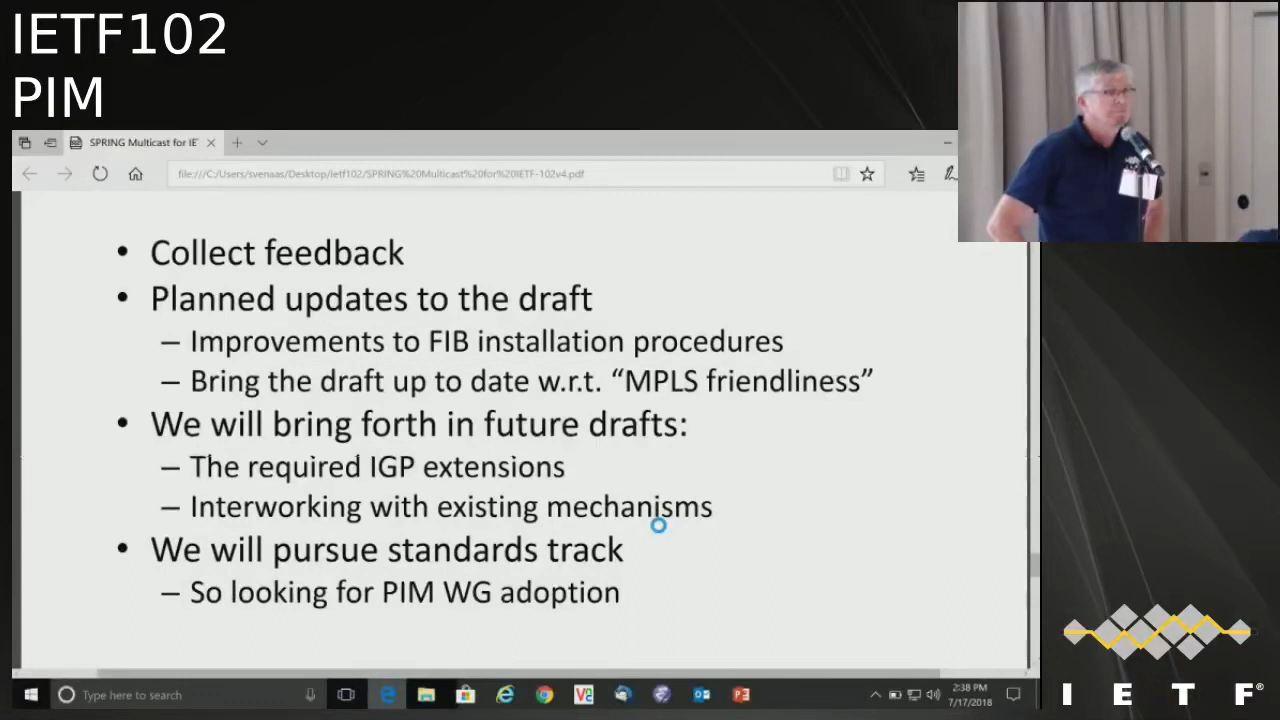 IETF102
PIM
SPRING Multicast for IE
file:///C:/Users/svenaas/Desktop/ietf102/SPRING%20Multicast%20for%20IETF-102v4.pdf
• Collect feedback
• Planned updates to the draft
– Improvements to FIB installation procedures
– Bring the draft up to date w.r.t. “MPLS friendliness”
• We will bring forth in future drafts:
– The required IGP extensions
– Interworking with existing mechanisms
• We will pursue standards track
– So looking for PIM WG adoption
Type here to search
2:38 PM
7/17/2018
I E T F®